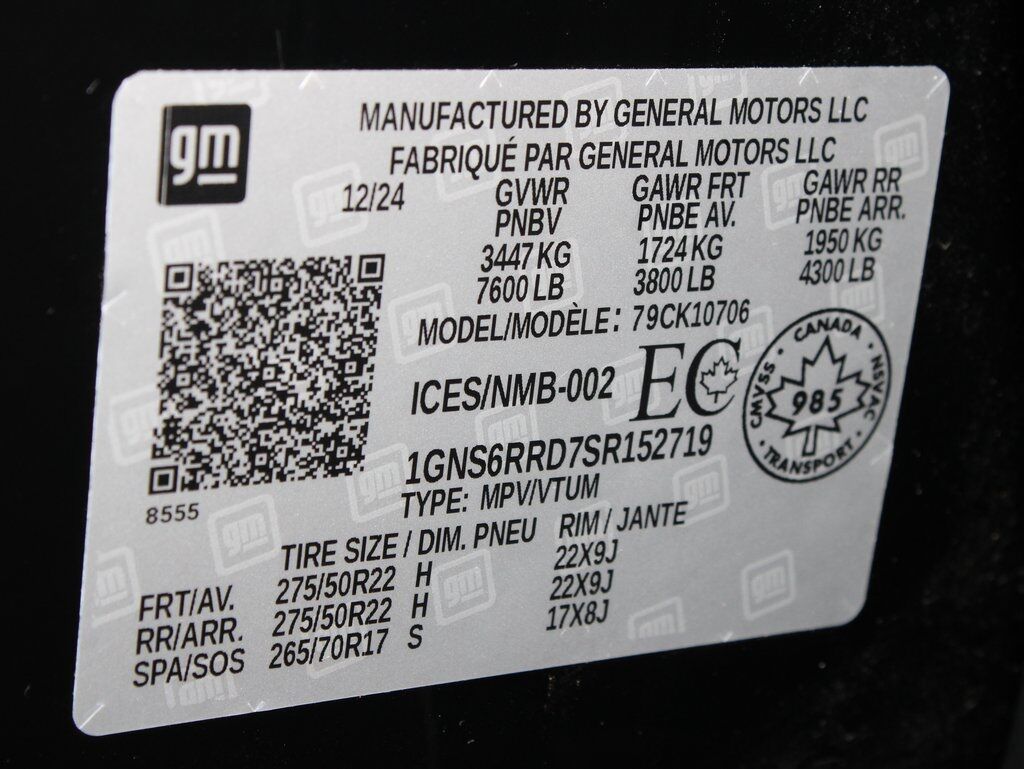 gm
MANUFACTURED BY GENERAL MOTORS LLC
FABRIQUÉ PAR GENERAL MOTORS LLC
12/24
GVWR GAWR FRT GAWR RR
PNBV PNBE AV. PNBE ARR.
3447 KG 1724 KG 1950 KG
7600 LB 3800 LB 4300 LB
MODEL/MODÈLE: 79CK10706
ICES/NMB-002 EC
CANADA
CMVSS 985 NSVAC
TRANSPORT
1GNS6RRD7SR152719
TYPE: MPV/VTUM
8555
TIRE SIZE / DIM. PNEU RIM / JANTE
FRT/AV. 275/50R22 H 22X9J
RR/ARR. 275/50R22 H 22X9J
SPA/SOS 265/70R17 S 17X8J